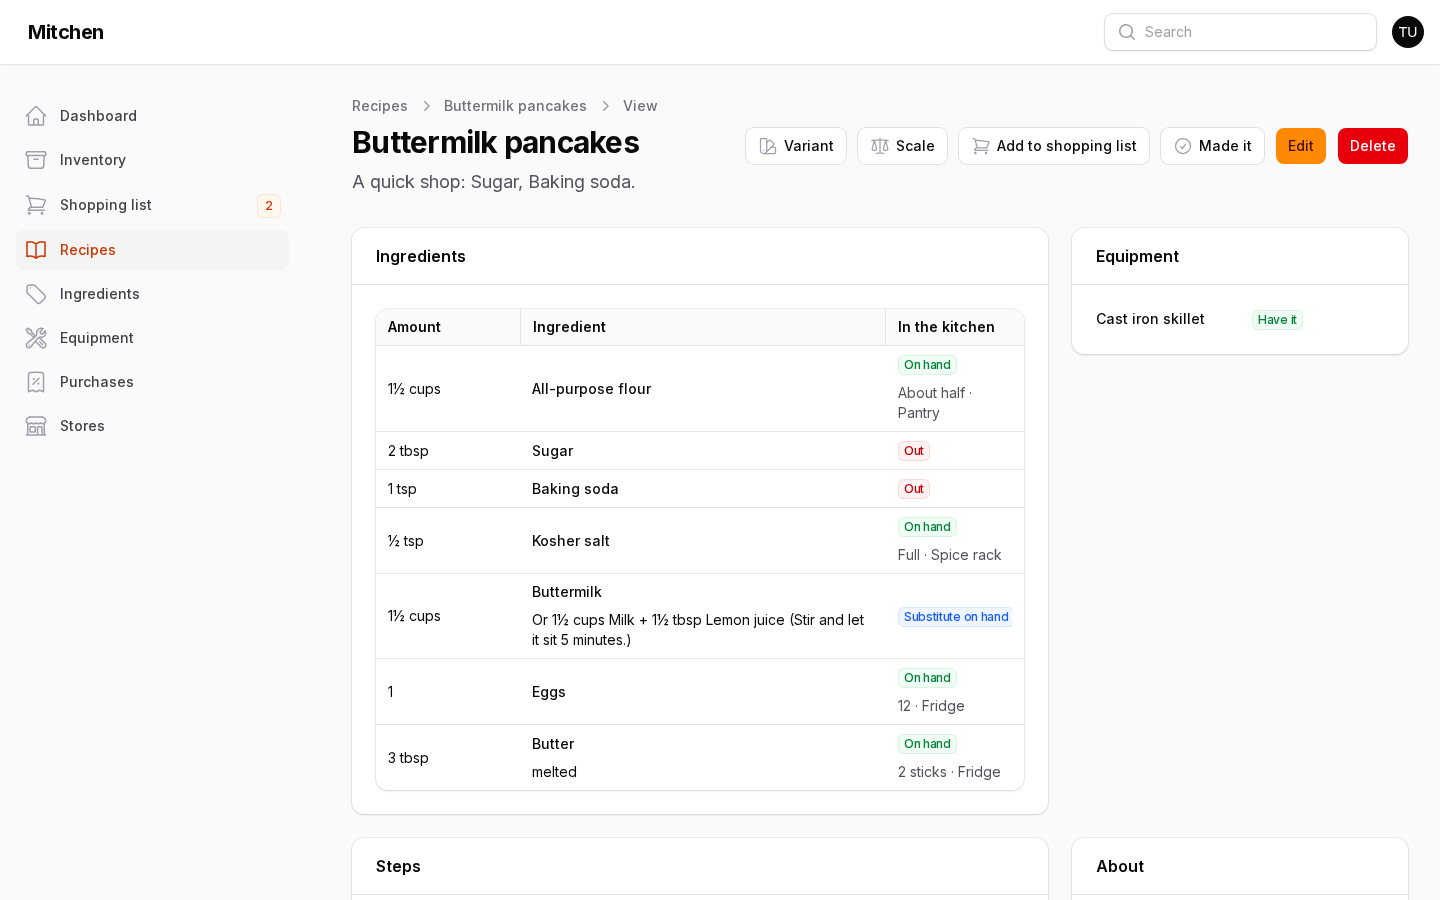 Mitchen
Search
TU
Dashboard
Inventory
Shopping list
2
Recipes
Ingredients
Equipment
Purchases
Stores
Recipes > Buttermilk pancakes > View
Buttermilk pancakes
A quick shop: Sugar, Baking soda.
Variant
Scale
Add to shopping list
Made it
Edit
Delete
Ingredients
Amount Ingredient In the kitchen
1½ cups All-purpose flour On hand
About half ·
Pantry
2 tbsp Sugar Out
1 tsp Baking soda Out
½ tsp Kosher salt On hand
Full · Spice rack
1½ cups Buttermilk
Or 1½ cups Milk + 1½ tbsp Lemon juice (Stir and let
it sit 5 minutes.)
Substitute on hand
1 Eggs On hand
12 · Fridge
3 tbsp Butter
melted
On hand
2 sticks · Fridge
Equipment
Cast iron skillet Have it
Steps
About